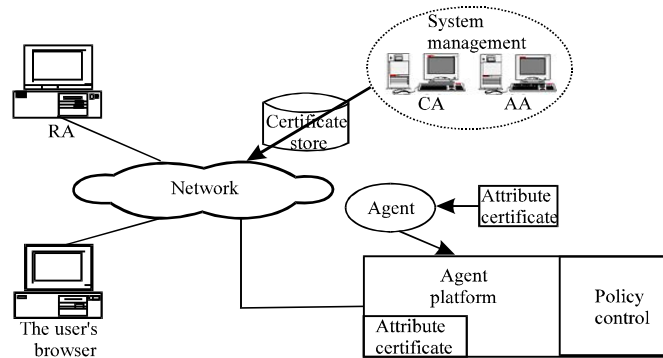 System
management
CA
AA
RA
Certificate
store
Network
Agent
Attribute
certificate
Agent
platform
Policy
control
Attribute
certificate
The user's
browser